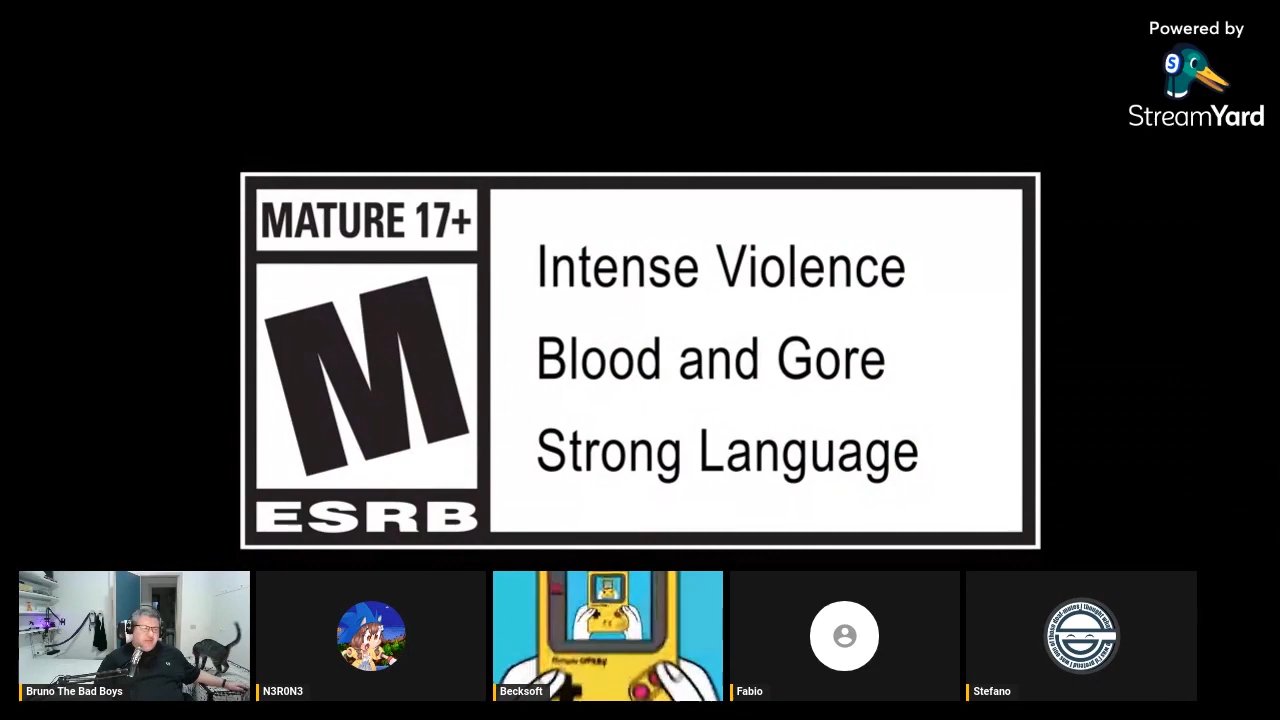 Powered by
StreamYard
MATURE 17+
M
ESRB
Intense Violence
Blood and Gore
Strong Language
Bruno The Bad Boys
N3R0N3
Becksoft
Fabio
Stefano